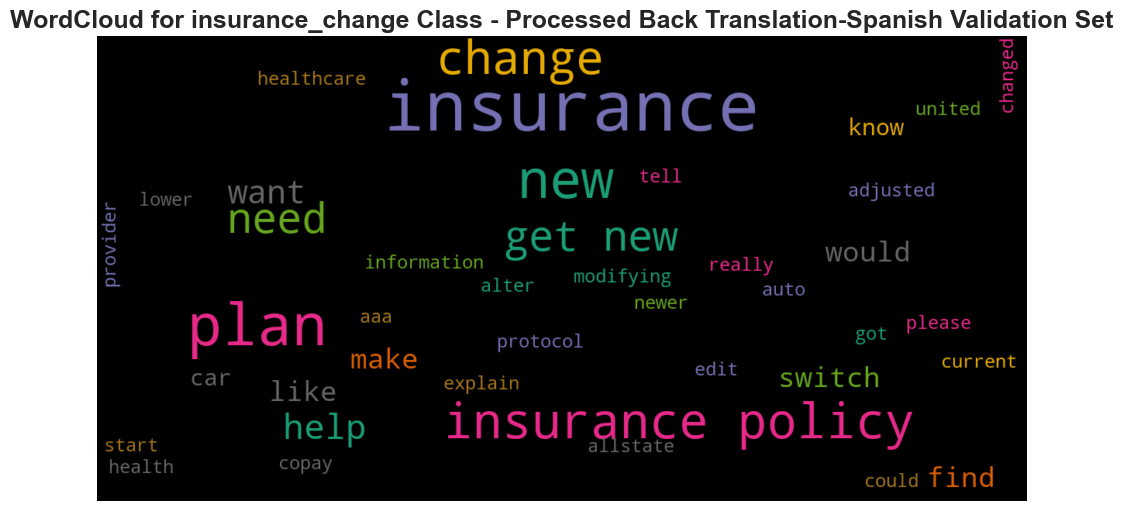 WordCloud for insurance_change Class - Processed Back Translation-Spanish Validation Set
change
healthcare
changed
insurance
united
know
new
tell
want
adjusted
lower
need
provider
get new
would
information
really
modifying
alter
auto
newer
plan
aaa
please
got
protocol
make
current
edit
car
switch
explain
like
insurance policy
help
start
allstate
health
copay
could
find